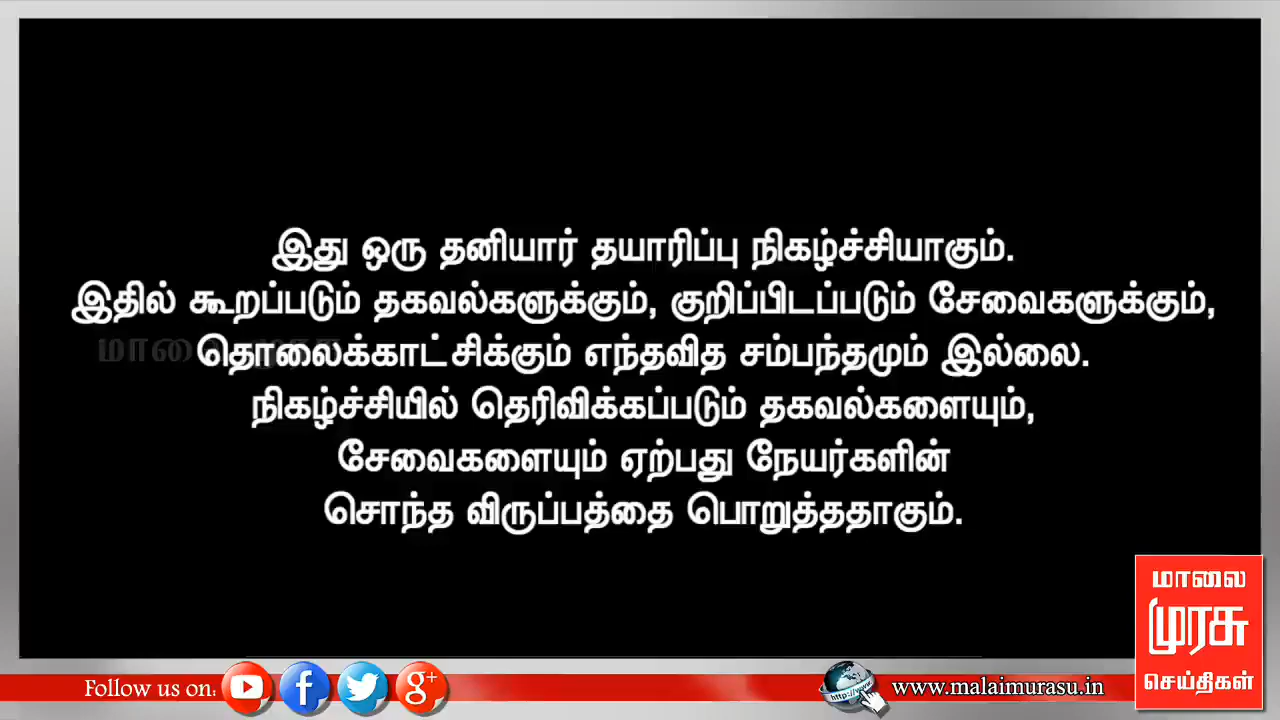 இது ஒரு தனியார் தயாரிப்பு நிகழ்ச்சியாகும்.
இதில் கூறப்படும் தகவல்களுக்கும், குறிப்பிடப்படும் சேவைகளுக்கும்,
தொலைக்காட்சிக்கும் எந்தவித சம்பந்தமும் இல்லை.
நிகழ்ச்சியில் தெரிவிக்கப்படும் தகவல்களையும்,
சேவைகளையும் ஏற்பது நேயர்களின்
சொந்த விருப்பத்தை பொறுத்ததாகும்.
மாலை
முரசு
செய்திகள்
Follow us on:
g+
http://www
www.malaimurasu.in